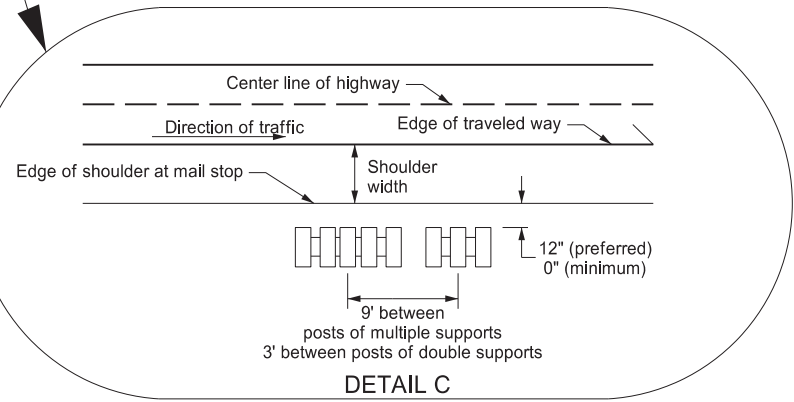 Center line of highway
Direction of traffic
Edge of traveled way
Edge of shoulder at mail stop
Shoulder
width
12" (preferred)
0" (minimum)
9' between
posts of multiple supports
3' between posts of double supports
DETAIL C